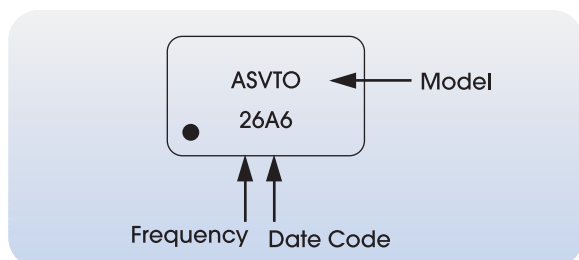 ASVTO
Model
26A6
Frequency
Date Code